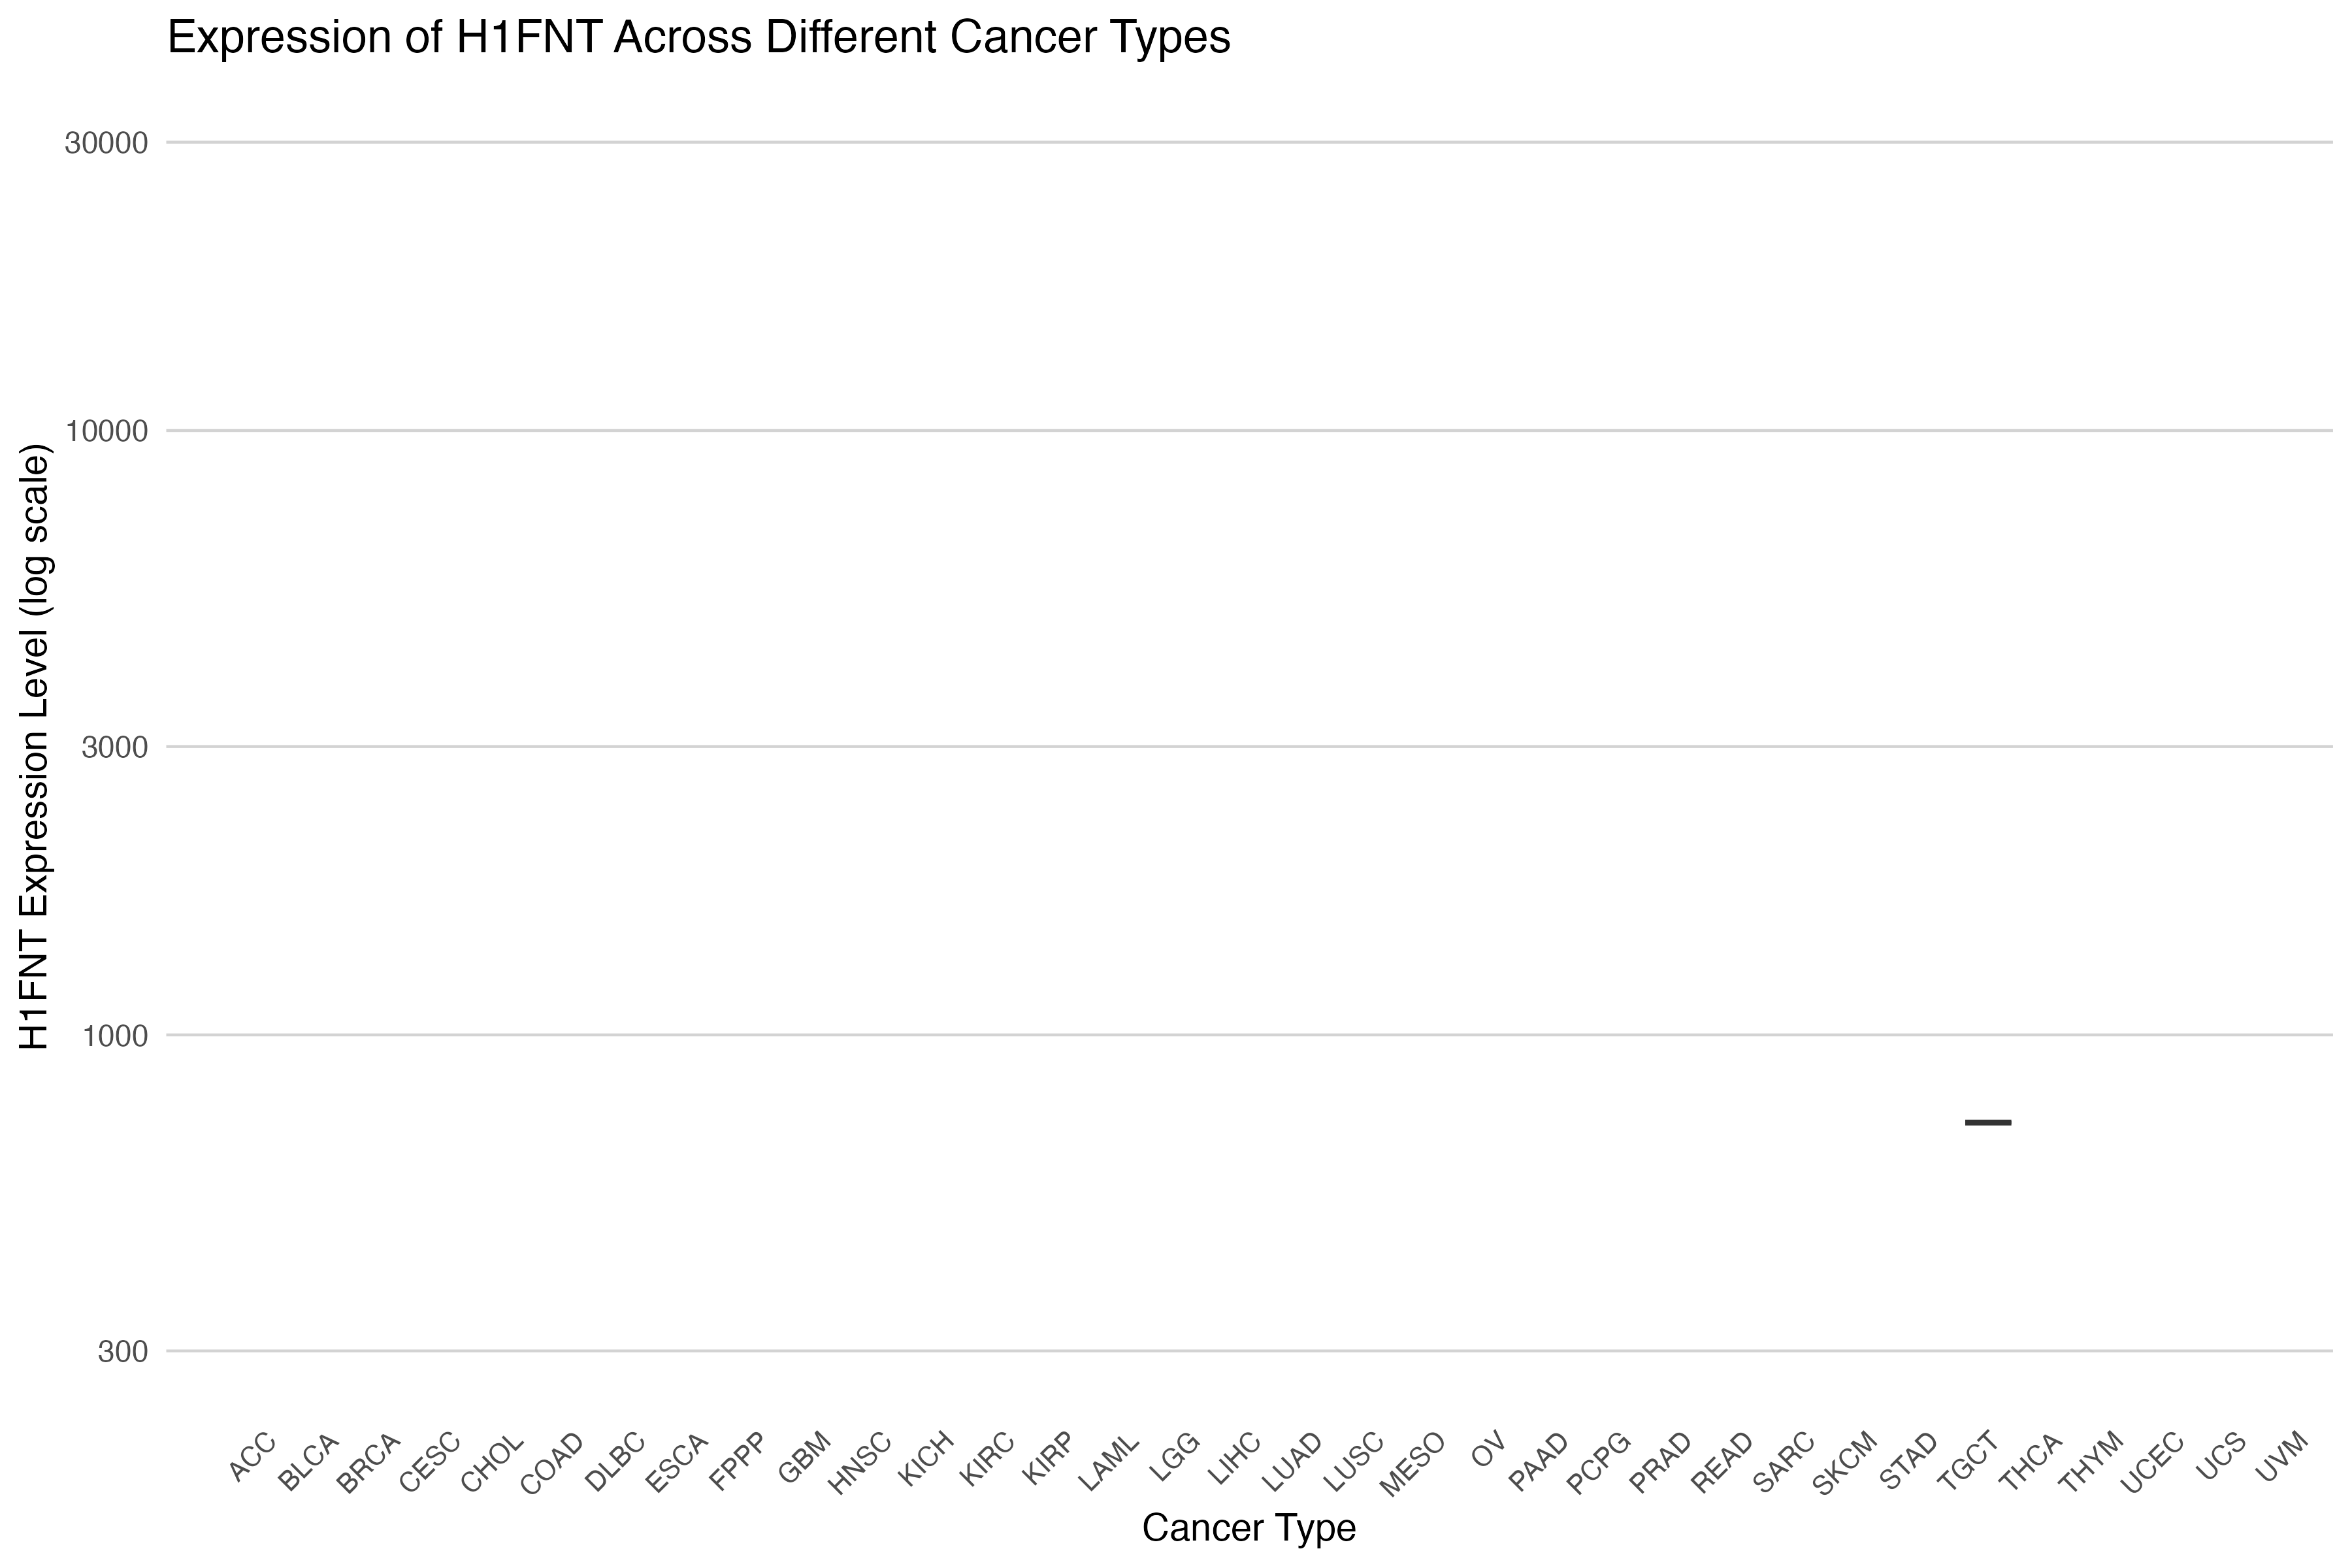 Expression of H1FNT Across Different Cancer Types
H1FNT Expression Level (log scale)
30000
10000
3000
1000
300
ACC
BLCA
BRCA
CESC
CHOL
COAD
DLBC
ESCA
FPPP
GBM
HNSC
KICH
KIRC
KIRP
LAML
LGG
LIHC
LUAD
LUSC
MESO
OV
PAAD
PCPG
PRAD
READ
SARC
SKCM
STAD
TGCT
THCA
THYM
UCEC
UCS
UVM
Cancer Type